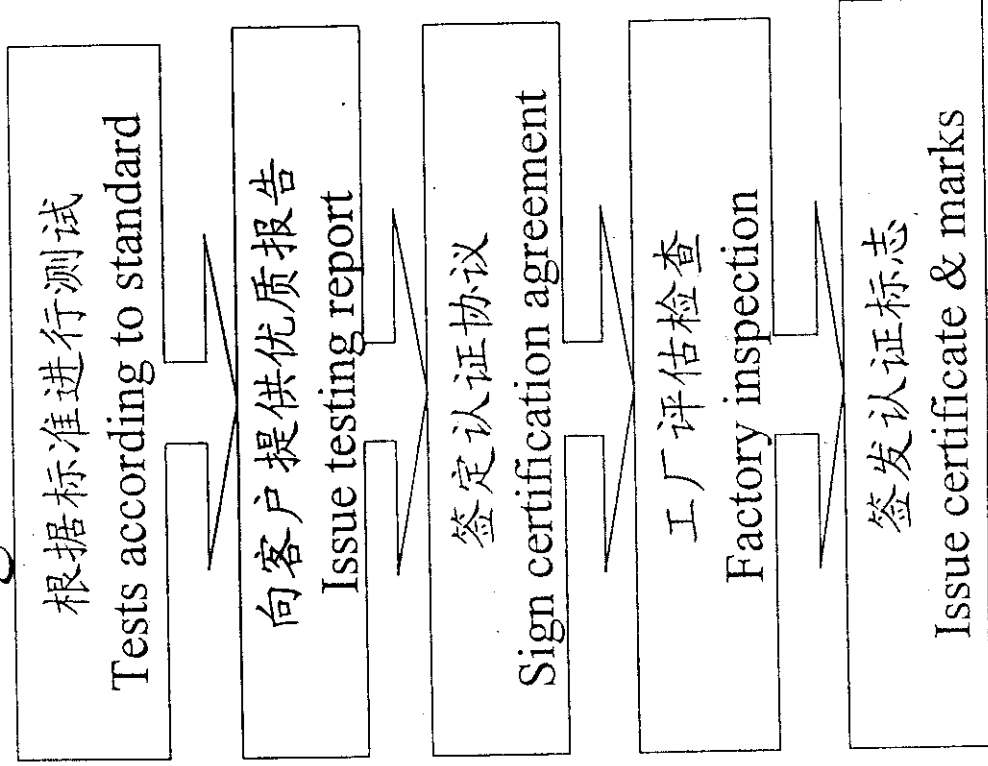 根据标准进行测试
Tests according to standard
向客户提供优质报告
Issue testing report
签定认证协议
Sign certification agreement
工厂评估检查
Factory inspection
签发认证标志
Issue certificate & marks